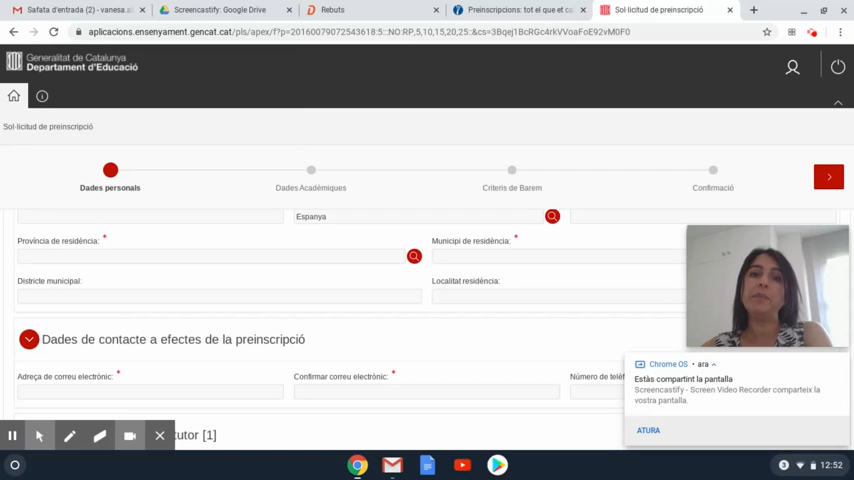 Safata d'entrada (2) - vanesa.al
Screencastify: Google Drive
Rebuts
Preinscripcions: tot el que et ca
Sol·licitud de preinscripció
aplicacions.ensenyament.gencat.cat/pls/apex/f?p=20160079072543618:5::NO:RP,5,10,15,20,25:&cs=3Bqej1BcRGc4rkVVoaFoE92vM0F0
Generalitat de Catalunya
Departament d'Educació
Sol·licitud de preinscripció
Dades personals
Dades Acadèmiques
Criteris de Barem
Confirmació
Espanya
Província de residència: *
Municipi de residència: *
Districte municipal:
Localitat residència:
Dades de contacte a efectes de la preinscripció
Adreça de correu electrònic: *
Confirmar correu electrònic: *
Número de telèf
Chrome OS • ara
Estàs compartint la pantalla
Screencastify - Screen Video Recorder comparteix la
vostra pantalla.
ATURA
tutor [1]
3
12:52